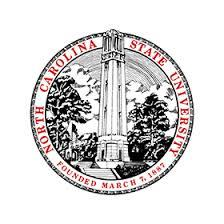 NORTH CAROLINA STATE UNIVERSITY
FOUNDED MARCH 7, 1887